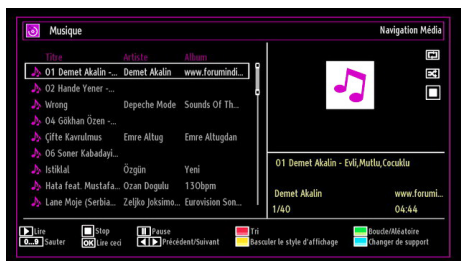 Musique
Navigation Média
Titre Artiste Album
01 Demet Akalin -... Demet Akalin www.forumindi...
02 Hande Yener -...
Wrong Depeche Mode Sounds Of Th...
04 Gökhan Özen -...
Çifte Kavrulmus Emre Altug Emre Altugdan
06 Soner Kabadayi...
Istiklal Özgün Yeni
Hata feat. Mustafa... Ozan Dogulu 130bpm
Lane Moje (Serbia... Zeljko Joksimo... Eurovision Son...
01 Demet Akalin - Evli,Mutlu,Cocuklu
Demet Akalin www.forumi...
1/40 04:44
Lire Stop Pause Tri Boucle/Aléatoire
0...9 Sauter OK Lire ceci Précédent/Suivant Basculer le style d'affichage Changer de support